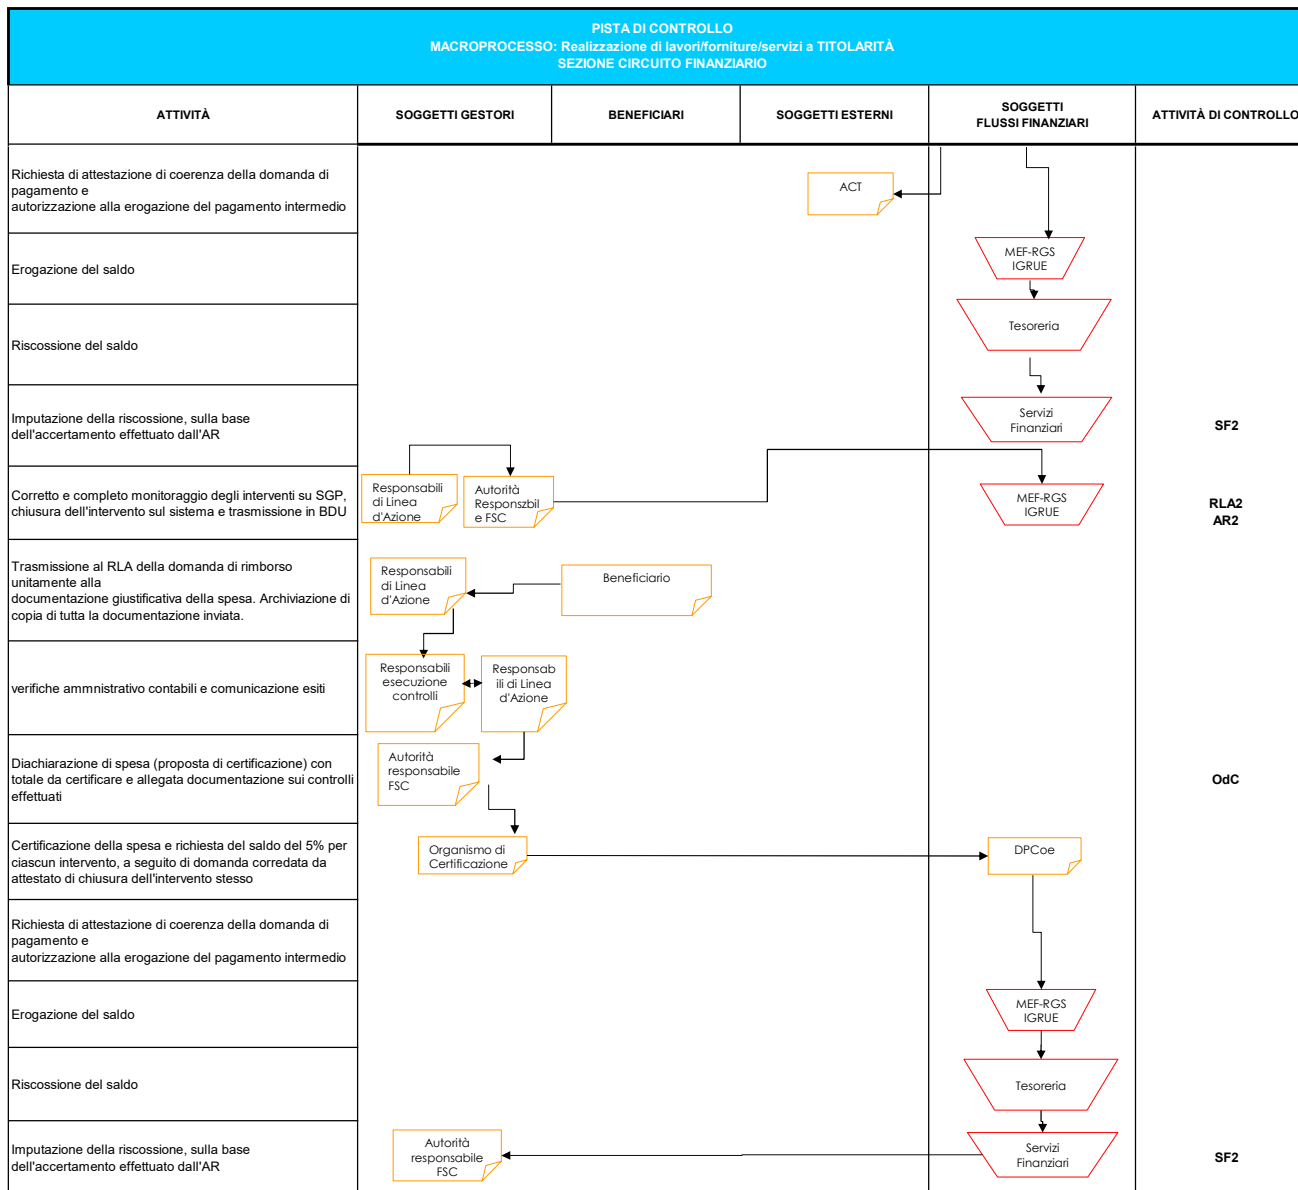 PISTA DI CONTROLLO
MACROPROCESSO: Realizzazione di lavori/forniture/servizi a TITOLARITÀ
SEZIONE CIRCUITO FINANZIARIO
ATTIVITÀ
SOGGETTI GESTORI
BENEFICIARI
SOGGETTI ESTERNI
SOGGETTI
FLUSSI FINANZIARI
ATTIVITÀ DI CONTROLLO
Richiesta di attestazione di coerenza della domanda di
pagamento e
autorizzazione alla erogazione del pagamento intermedio
ACT
Erogazione del saldo
MEF-RGS
IGRUE
Riscossione del saldo
Tesoreria
Imputazione della riscossione, sulla base
dell'accertamento effettuato dall'AR
Servizi
Finanziari
SF2
Corretto e completo monitoraggio degli interventi su SGP,
chiusura dell'intervento sul sistema e trasmissione in BDU
Responsabili
di Linea
d'Azione
Autorità
Responszbil
e FSC
MEF-RGS
IGRUE
RLA2
AR2
Trasmissione al RLA della domanda di rimborso
unitamente alla
documentazione giustificativa della spesa. Archiviazione di
copia di tutta la documentazione inviata.
Responsabili
di Linea
d'Azione
Beneficiario
verifiche ammnistrativo contabili e comunicazione esiti
Responsabili
esecuzione
controlli
Responsab
ili di Linea
d'Azione
Diachiarazione di spesa (proposta di certificazione) con
totale da certificare e allegata documentazione sui controlli
effettuati
Autorità
responsabile
FSC
OdC
Certificazione della spesa e richiesta del saldo del 5% per
ciascun intervento, a seguito di domanda corredata da
attestato di chiusura dell'intervento stesso
Organismo di
Certificazione
DPCoe
Richiesta di attestazione di coerenza della domanda di
pagamento e
autorizzazione alla erogazione del pagamento intermedio
Erogazione del saldo
MEF-RGS
IGRUE
Riscossione del saldo
Tesoreria
Imputazione della riscossione, sulla base
dell'accertamento effettuato dall'AR
Autorità
responsabile
FSC
Servizi
Finanziari
SF2